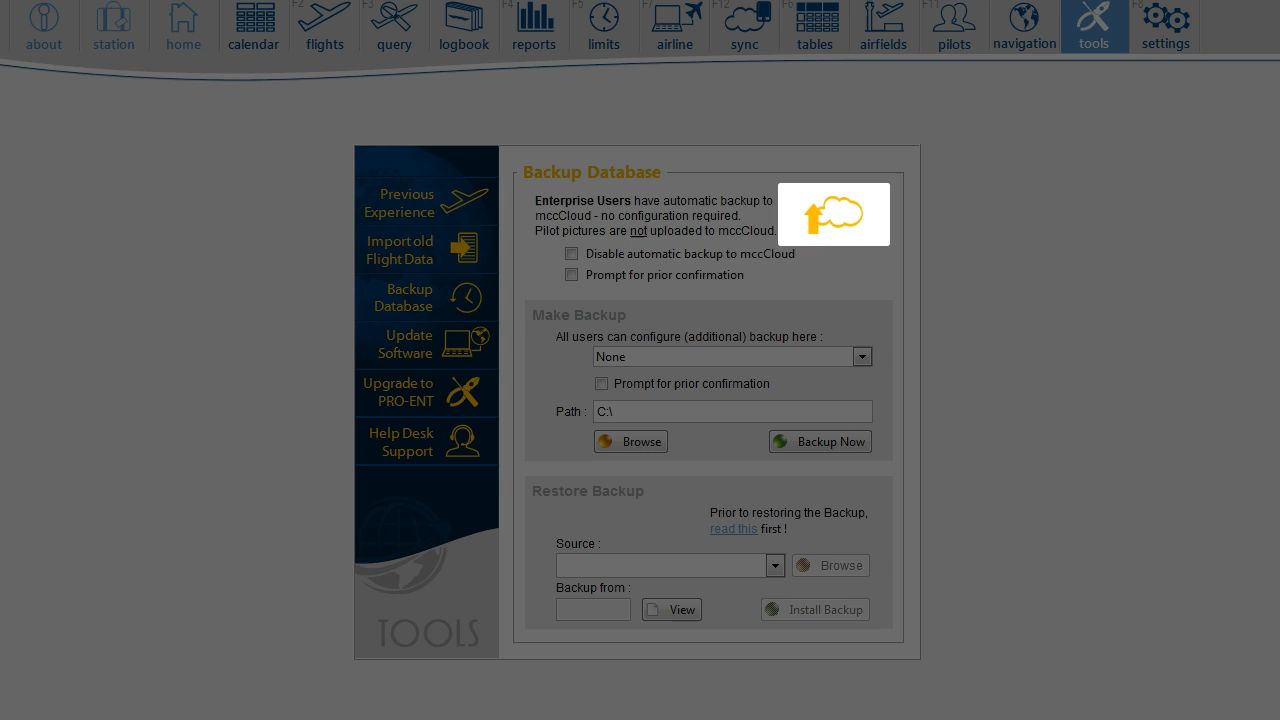 F2 F3 F4 F5 F7 F12 F6 F11 F8
about station home calendar flights query logbook reports limits airline sync tables airfields pilots navigation tools settings
Previous
Experience
Import old
Flight Data
Backup
Database
Update
Software
Upgrade to
PRO-ENT
Help Desk
Support
TOOLS
Backup Database
Enterprise Users have automatic backup to
mccCloud - no configuration required.
Pilot pictures are not uploaded to mccCloud.
Disable automatic backup to mccCloud
Prompt for prior confirmation
Make Backup
All users can configure (additional) backup here :
None
Prompt for prior confirmation
Path : C:\
Browse Backup Now
Restore Backup
Prior to restoring the Backup,
read this first !
Source :
Browse
Backup from :
View Install Backup